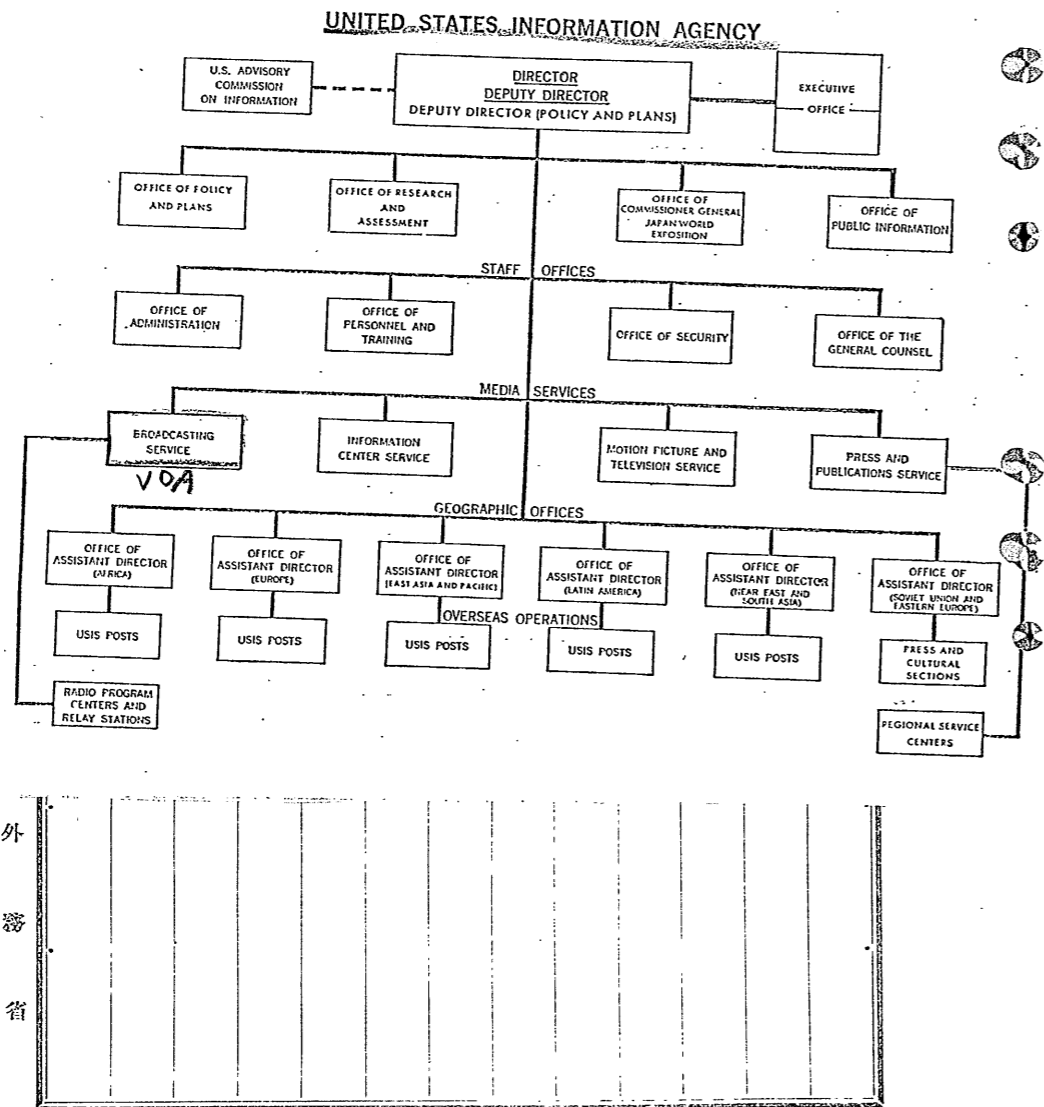 UNITED STATES INFORMATION AGENCY
U.S. ADVISORY
COMMISSION
ON INFORMATION
DIRECTOR
DEPUTY DIRECTOR
DEPUTY DIRECTOR (POLICY AND PLANS)
EXECUTIVE
OFFICE
OFFICE OF POLICY
AND PLANS
OFFICE OF RESEARCH
AND
ASSESSMENT
OFFICE OF
COMMISSIONER GENERAL
JAPAN WORLD
EXPOSITION
OFFICE OF
PUBLIC INFORMATION
STAFF OFFICES
OFFICE OF
ADMINISTRATION
OFFICE OF
PERSONNEL AND
TRAINING
OFFICE OF SECURITY
OFFICE OF THE
GENERAL COUNSEL
MEDIA SERVICES
BROADCASTING
SERVICE
VOA
INFORMATION
CENTER SERVICE
MOTION PICTURE AND
TELEVISION SERVICE
PRESS AND
PUBLICATIONS SERVICE
GEOGRAPHIC OFFICES
OFFICE OF
ASSISTANT DIRECTOR
(AFRICA)
OFFICE OF
ASSISTANT DIRECTOR
(EUROPE)
OFFICE OF
ASSISTANT DIRECTOR
(EAST ASIA AND PACIFIC)
OFFICE OF
ASSISTANT DIRECTOR
(LATIN AMERICA)
OFFICE OF
ASSISTANT DIRECTOR
(NEAR EAST AND
SOUTH ASIA)
OFFICE OF
ASSISTANT DIRECTOR
(SOVIET UNION AND
EASTERN EUROPE)
OVERSEAS OPERATIONS
USIS POSTS
USIS POSTS
USIS POSTS
USIS POSTS
USIS POSTS
PRESS AND
CULTURAL
SECTIONS
RADIO PROGRAM
CENTERS AND
RELAY STATIONS
REGIONAL SERVICE
CENTERS
外務省